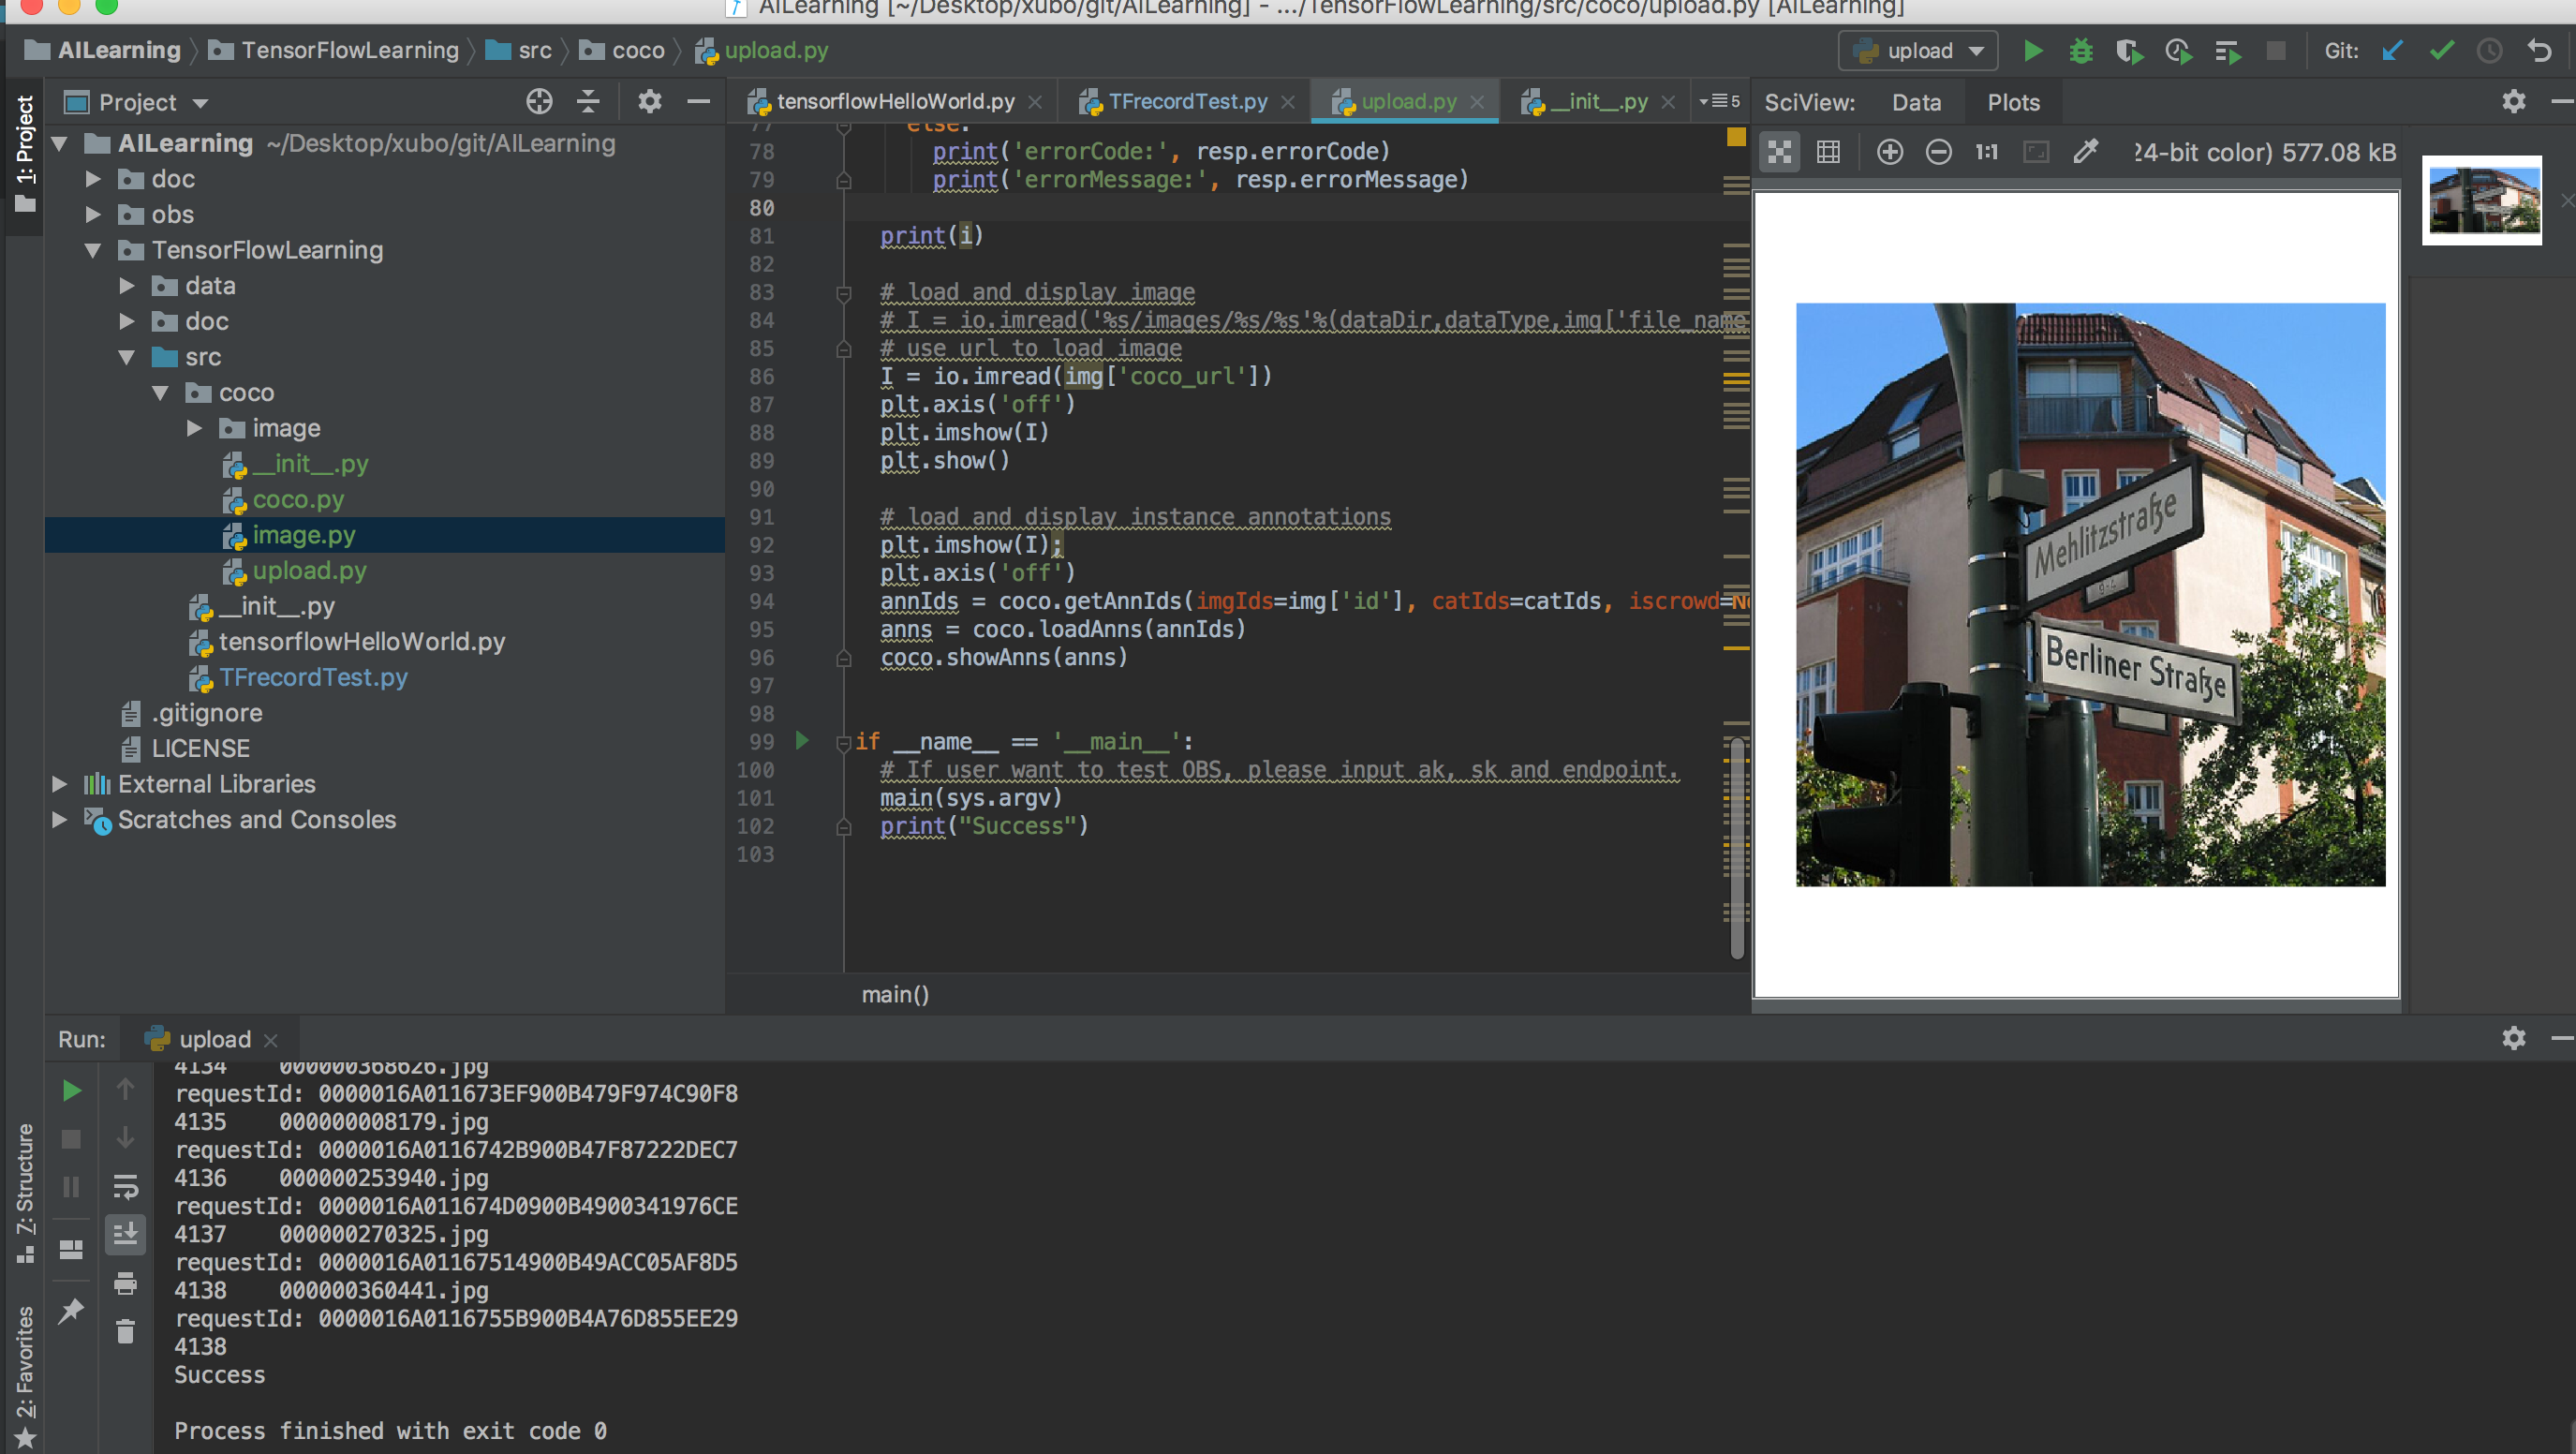 AILearning [~/Desktop/xubo/git/AILearning] - .../TensorFlowLearning/src/coco/upload.py [AILearning]
AILearning TensorFlowLearning src coco upload.py
upload Git:
1: Project
Project
tensorflowHelloWorld.py TFrecordTest.py upload.py __init__.py 5
SciView: Data Plots
1:1 24-bit color) 577.08 kB
AILearning ~/Desktop/xubo/git/AILearning
doc
obs
TensorFlowLearning
data
doc
src
coco
image
__init__.py
coco.py
image.py
upload.py
__init__.py
tensorflowHelloWorld.py
TFrecordTest.py
.gitignore
LICENSE
External Libraries
Scratches and Consoles
77 else:
78 print('errorCode:', resp.errorCode)
79 print('errorMessage:', resp.errorMessage)
80
81 print(i)
82
83 # load and display image
84 # I = io.imread('%s/images/%s/%s'%(dataDir,dataType,img['file_name
85 # use url to load image
86 I = io.imread(img['coco_url'])
87 plt.axis('off')
88 plt.imshow(I)
89 plt.show()
90
91 # load and display instance annotations
92 plt.imshow(I);
93 plt.axis('off')
94 annIds = coco.getAnnIds(imgIds=img['id'], catIds=catIds, iscrowd=N
95 anns = coco.loadAnns(annIds)
96 coco.showAnns(anns)
97
98
99 if __name__ == '__main__':
100 # If user want to test OBS, please input ak, sk and endpoint.
101 main(sys.argv)
102 print("Success")
103
main()
Mehlitzstraße
Berliner Straße
Run: upload
4134 000000368626.jpg
requestId: 0000016A011673EF900B479F974C90F8
4135 000000008179.jpg
requestId: 0000016A0116742B900B47F87222DEC7
4136 000000253940.jpg
requestId: 0000016A011674D0900B4900341976CE
4137 000000270325.jpg
requestId: 0000016A01167514900B49ACC05AF8D5
4138 000000360441.jpg
requestId: 0000016A0116755B900B4A76D855EE29
4138
Success
Process finished with exit code 0
7: Structure
2: Favorites